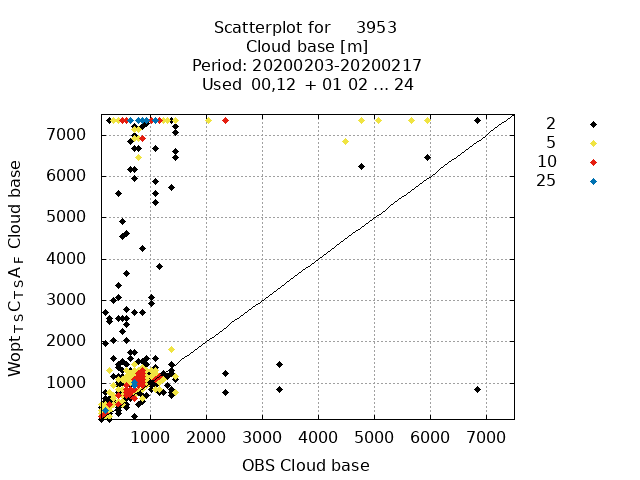 Scatterplot for 3953
Cloud base [m]
Period: 20200203-20200217
Used 00,12 + 01 02 ... 24
2
5
10
25
7000
6000
5000
4000
3000
2000
1000
Wopt T S C T S A F Cloud base
1000 2000 3000 4000 5000 6000 7000
OBS Cloud base